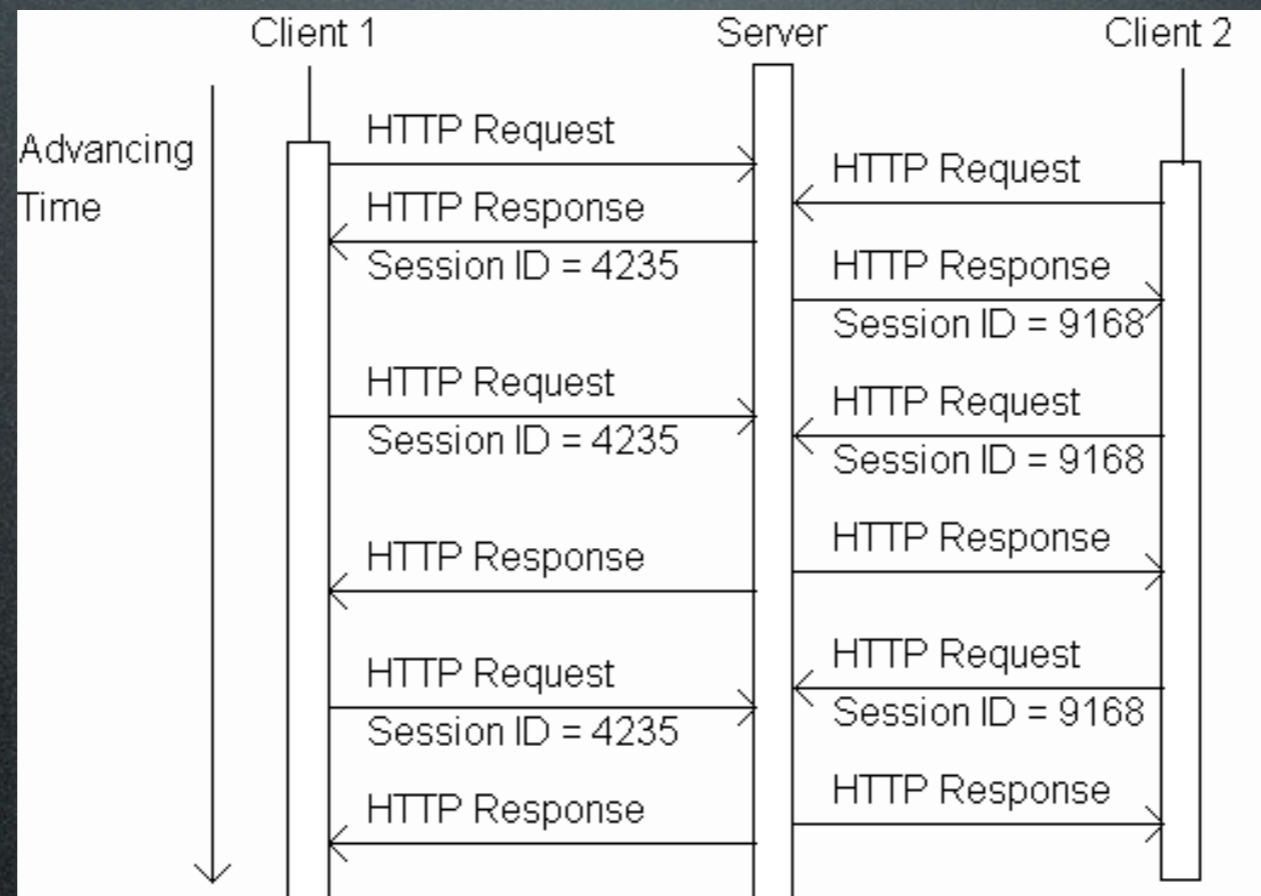 Client 1
Server
Client 2
Advancing
Time
HTTP Request
HTTP Request
HTTP Response
Session ID = 4235
HTTP Response
Session ID = 9168
HTTP Request
Session ID = 4235
HTTP Request
Session ID = 9168
HTTP Response
HTTP Response
HTTP Request
Session ID = 9168
HTTP Request
Session ID = 4235
HTTP Response
HTTP Response